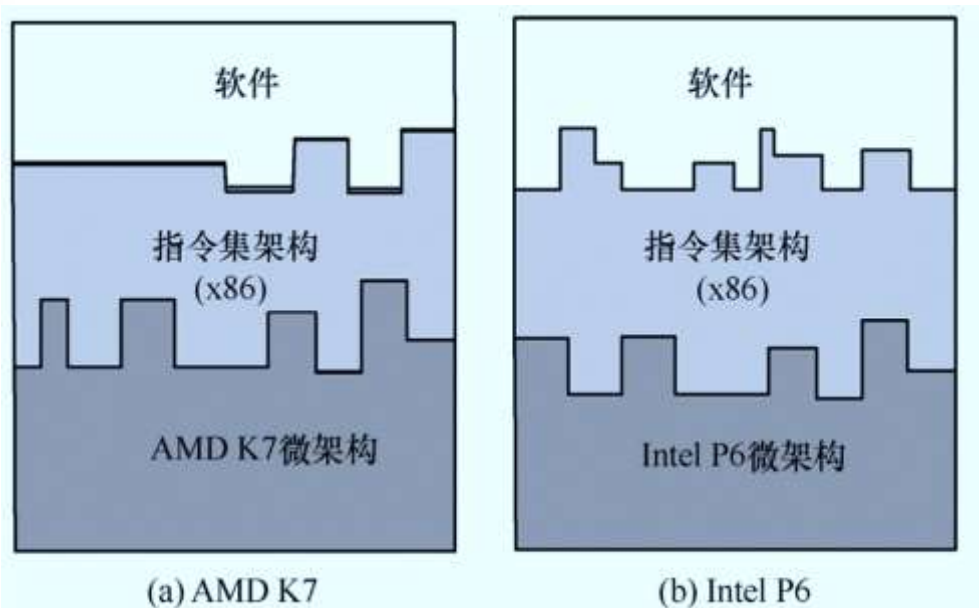 软件
指令集架构
(x86)
AMD K7微架构
(a) AMD K7
软件
指令集架构
(x86)
Intel P6微架构
(b) Intel P6